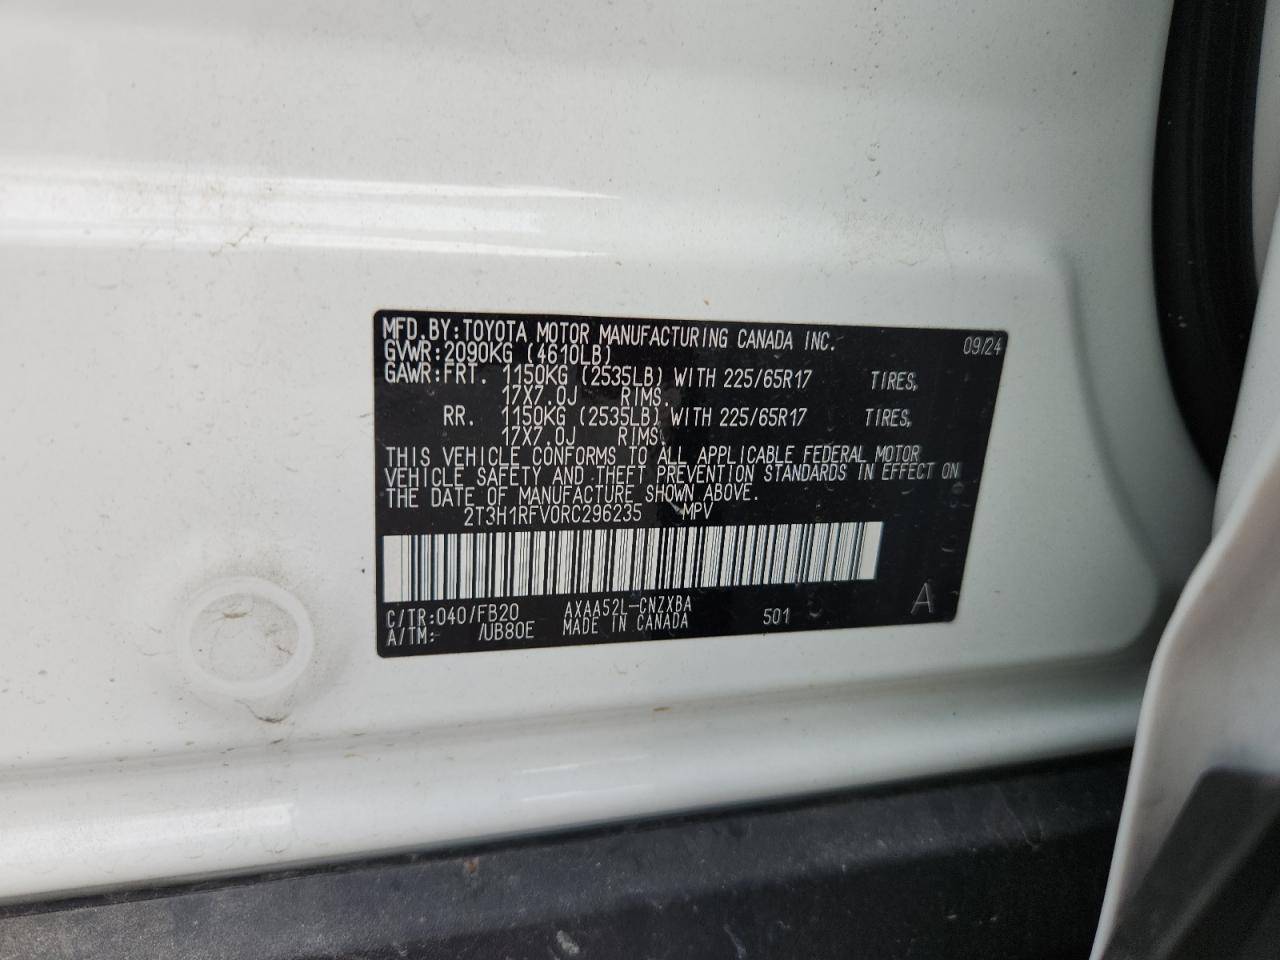 MFD.BY:TOYOTA MOTOR MANUFACTURING CANADA INC. 09/24
GVWR:2090KG (4610LB)
GAWR:FRT. 1150KG (2535LB) WITH 225/65R17 TIRES,
17X7.0J RIMS.
RR. 1150KG (2535LB) WITH 225/65R17 TIRES,
17X7.0J RIMS.
THIS VEHICLE CONFORMS TO ALL APPLICABLE FEDERAL MOTOR
VEHICLE SAFETY AND THEFT PREVENTION STANDARDS IN EFFECT ON
THE DATE OF MANUFACTURE SHOWN ABOVE.
2T3H1RFV0RC296235 MPV
C/TR:040/FB20 AXAA52L-CNZXBA
A/TM:- /UB80E MADE IN CANADA 501 A